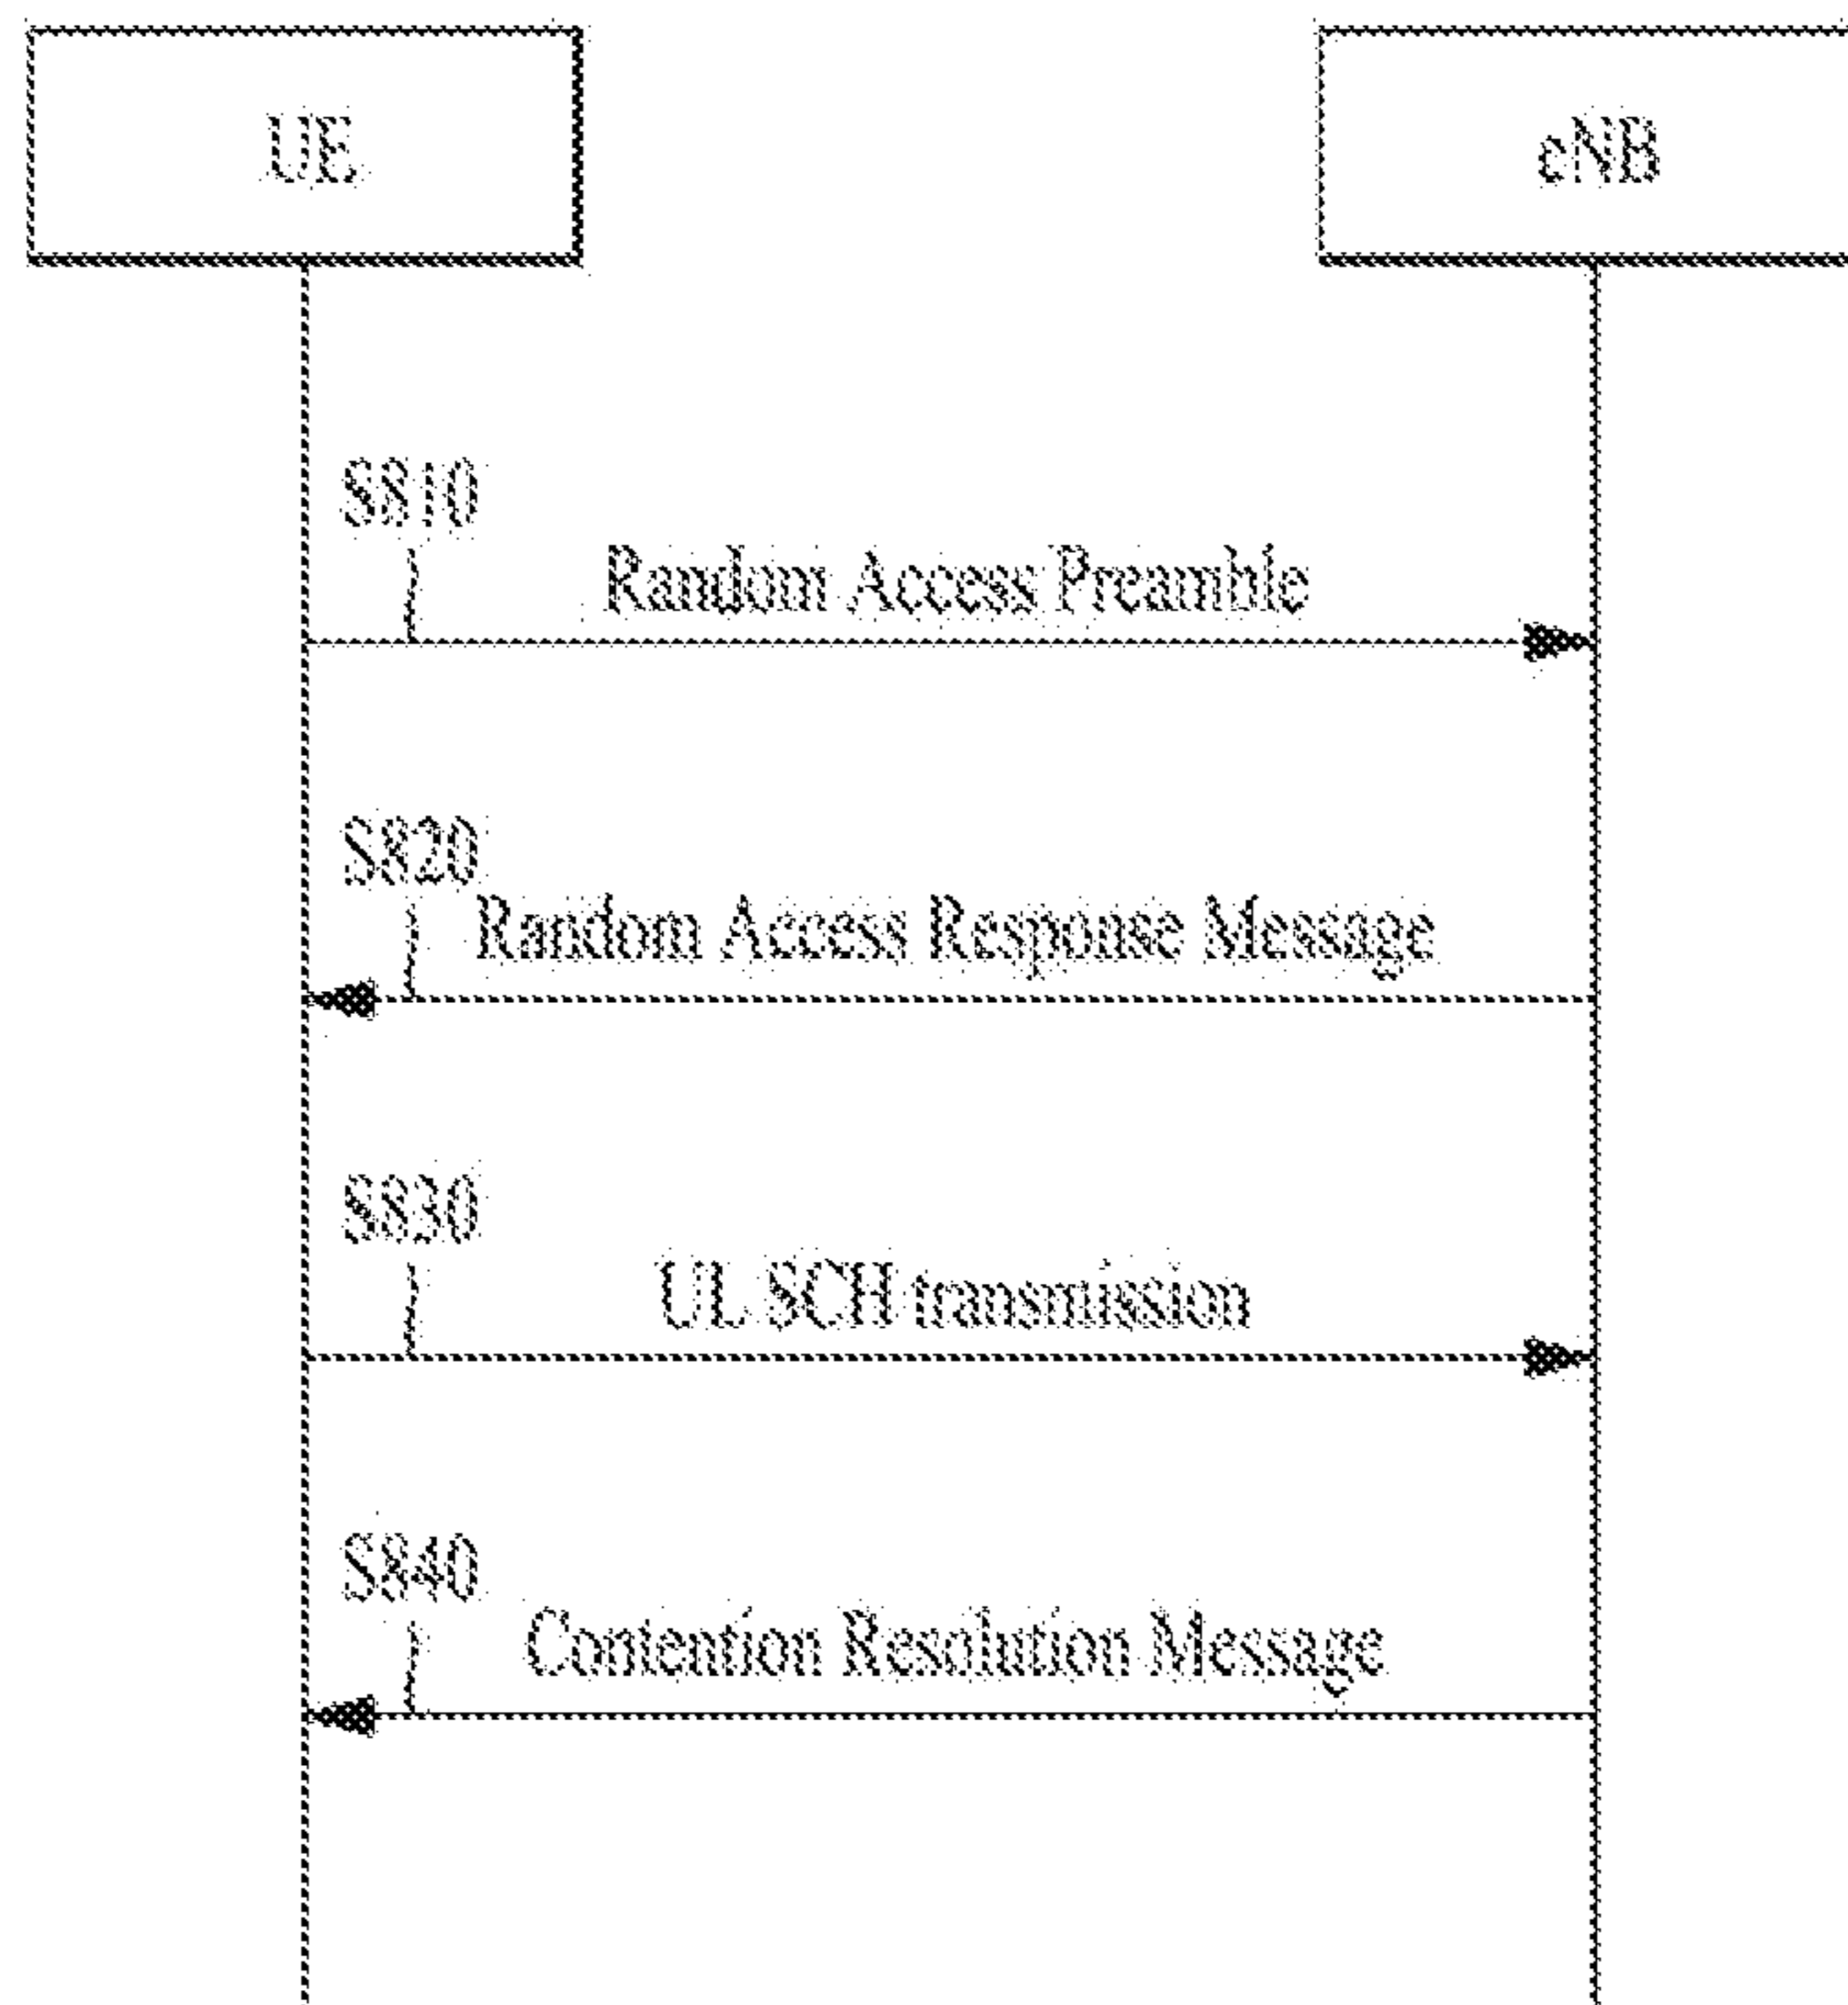 UE
eNB
S810
Random Access Preamble
S820
Random Access Response Message
S830
UL SCH transmission
S840
Contention Resolution Message